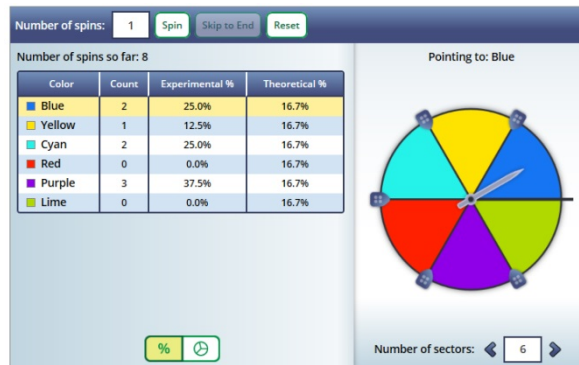 Number of spins: 1 Spin Skip to End Reset
Number of spins so far: 8
Pointing to: Blue
Color Count Experimental % Theoretical %
Blue 2 25.0% 16.7%
Yellow 1 12.5% 16.7%
Cyan 2 25.0% 16.7%
Red 0 0.0% 16.7%
Purple 3 37.5% 16.7%
Lime 0 0.0% 16.7%
%
Number of sectors: 6